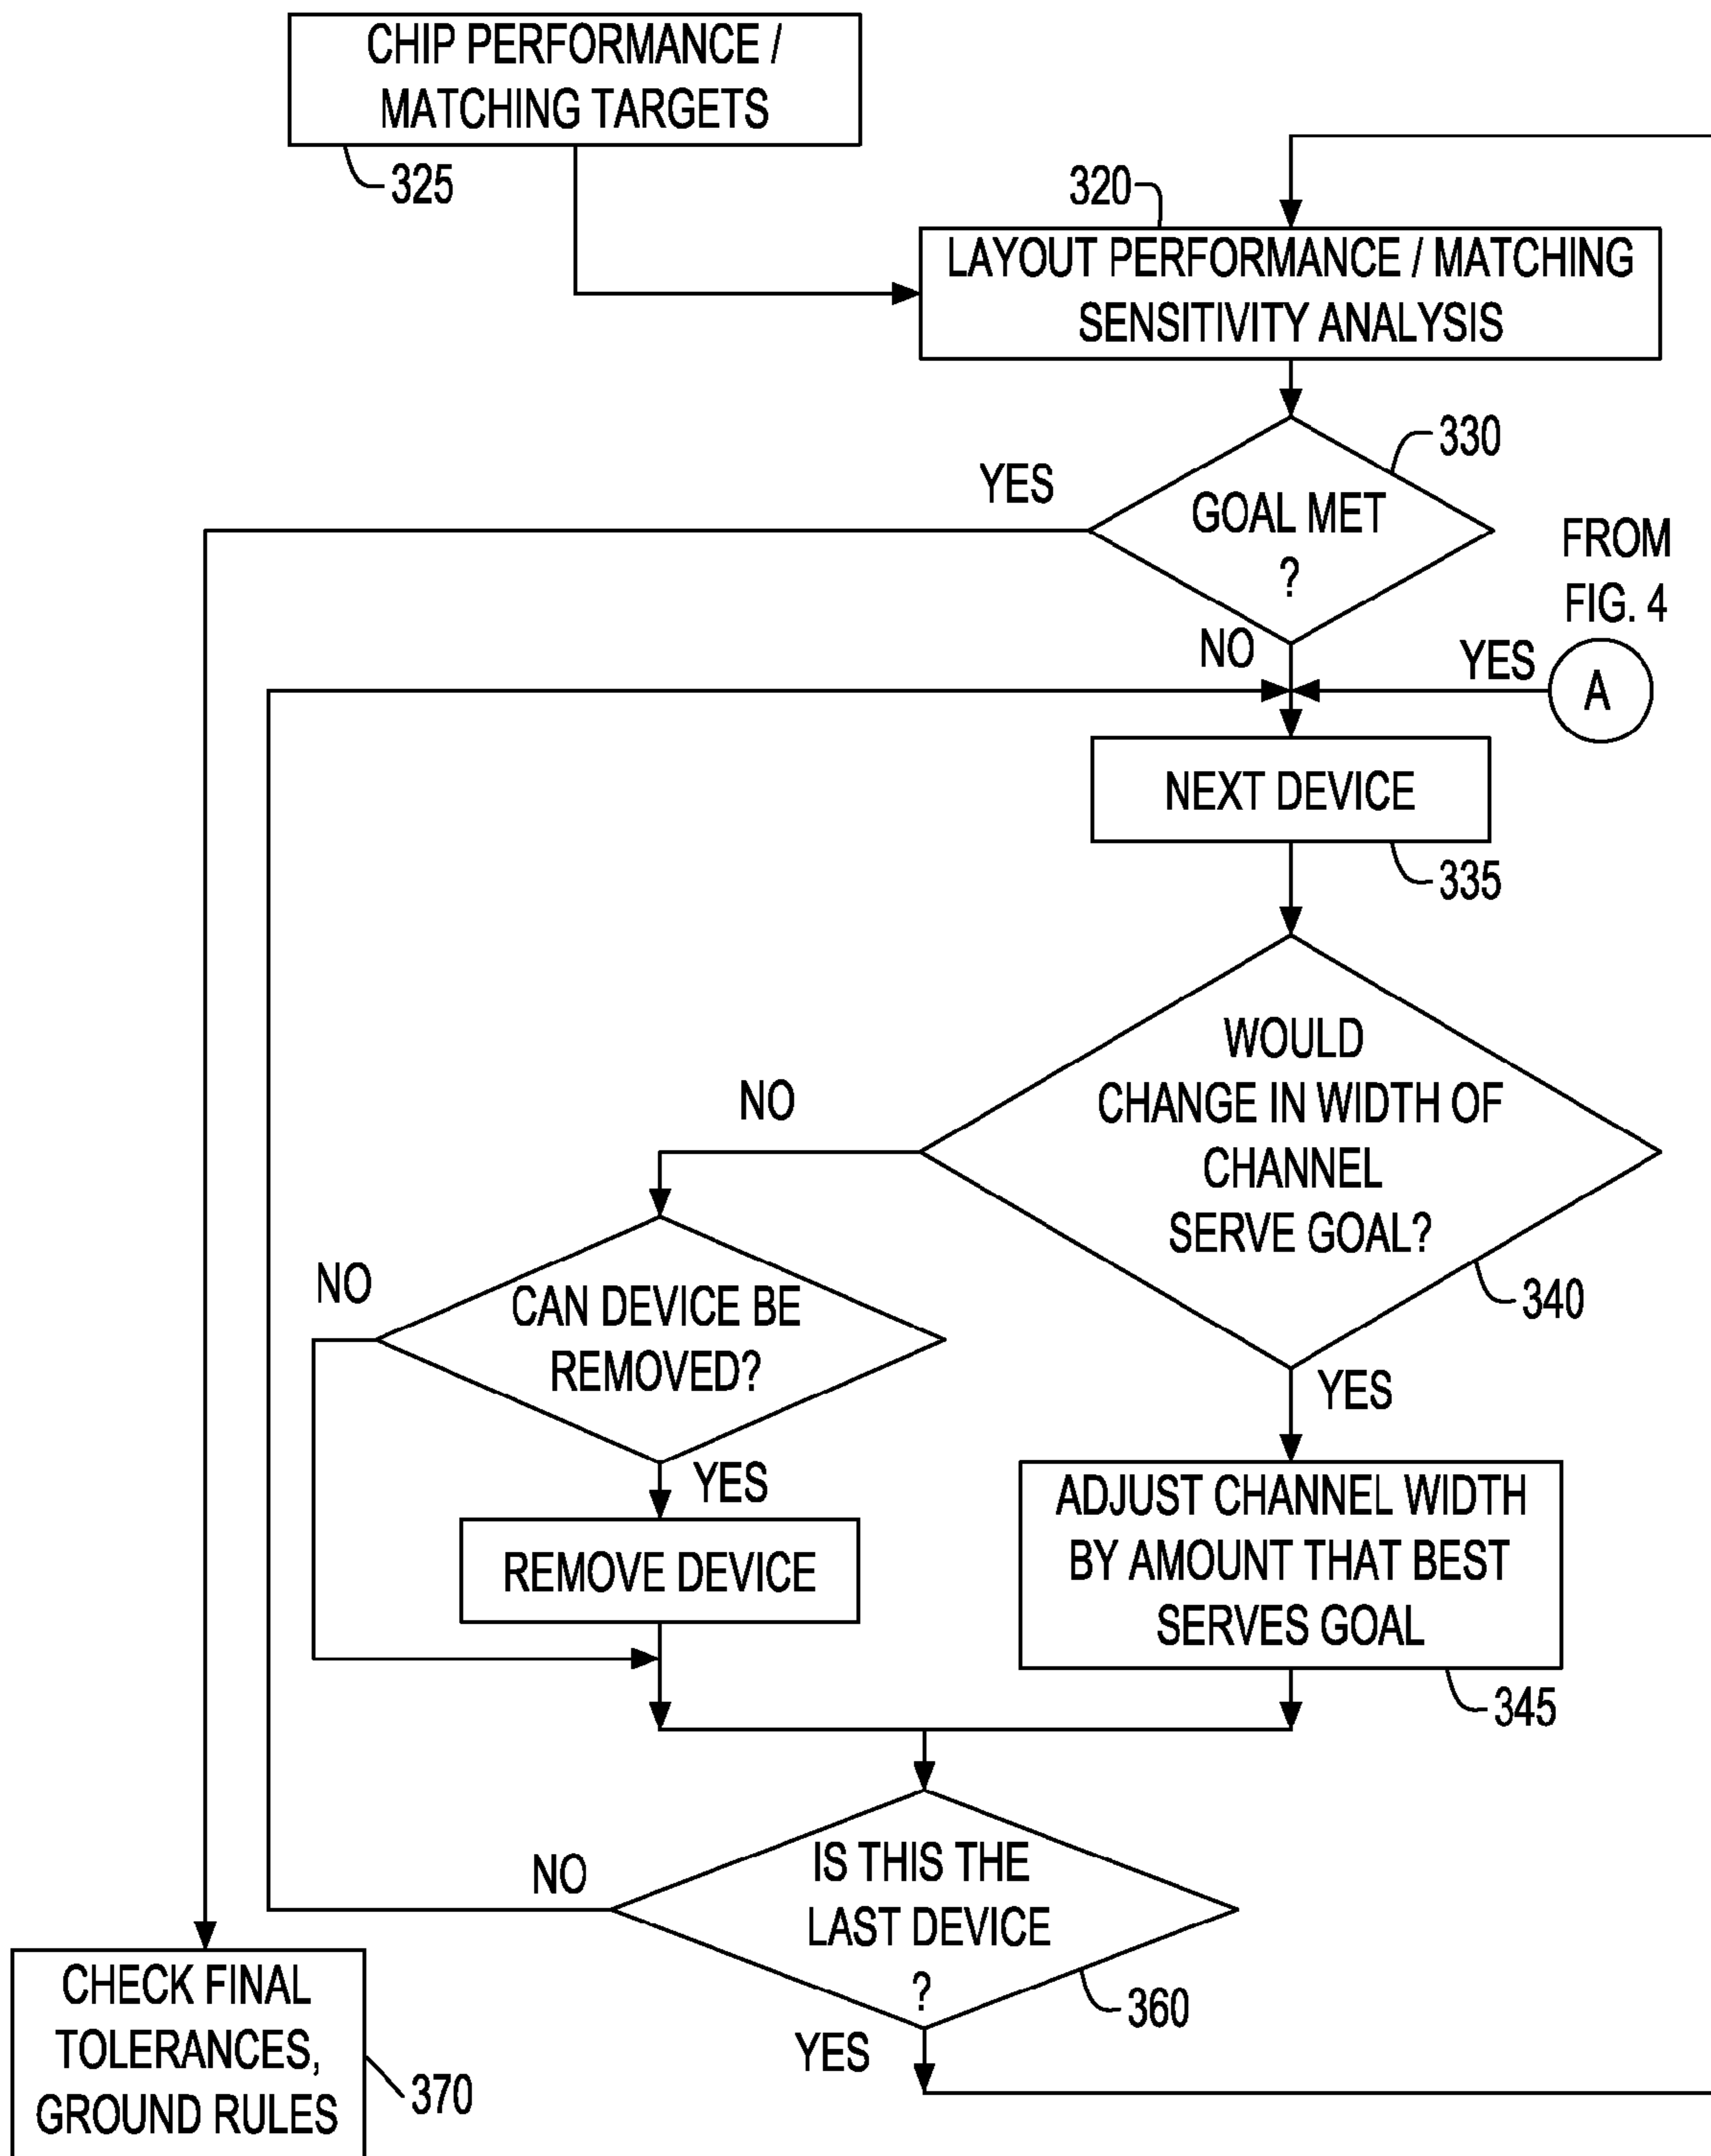 CHIP PERFORMANCE /
MATCHING TARGETS
325
320
LAYOUT PERFORMANCE / MATCHING
SENSITIVITY ANALYSIS
330
YES
GOAL MET
?
FROM
FIG. 4
NO
YES
A
NEXT DEVICE
335
WOULD
CHANGE IN WIDTH OF
CHANNEL
SERVE GOAL?
NO
340
NO
CAN DEVICE BE
REMOVED?
YES
YES
REMOVE DEVICE
ADJUST CHANNEL WIDTH
BY AMOUNT THAT BEST
SERVES GOAL
345
IS THIS THE
LAST DEVICE
?
NO
360
YES
CHECK FINAL
TOLERANCES,
GROUND RULES
370